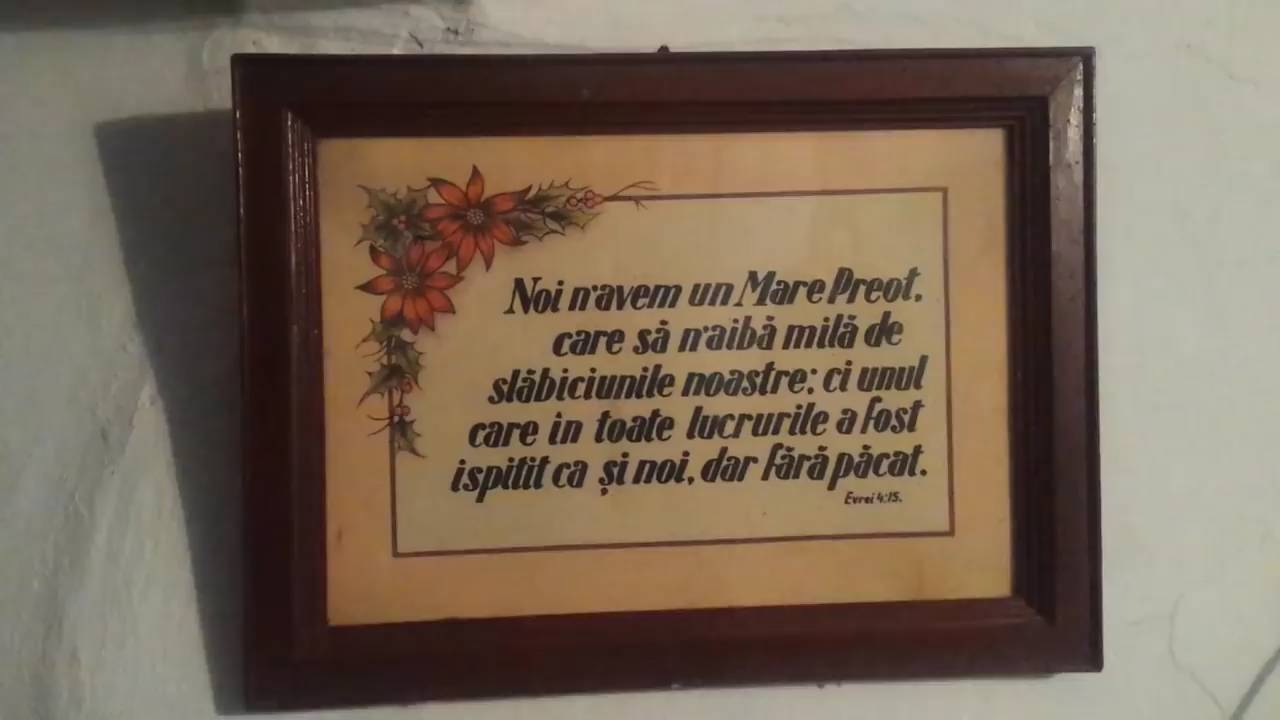 Noi n'avem un Mare Preot,
care să n'aibă milă de
slăbiciunile noastre; ci unul
care in toate lucrurile a fost
ispitit ca și noi, dar fără păcat.
Evrei 4:15.